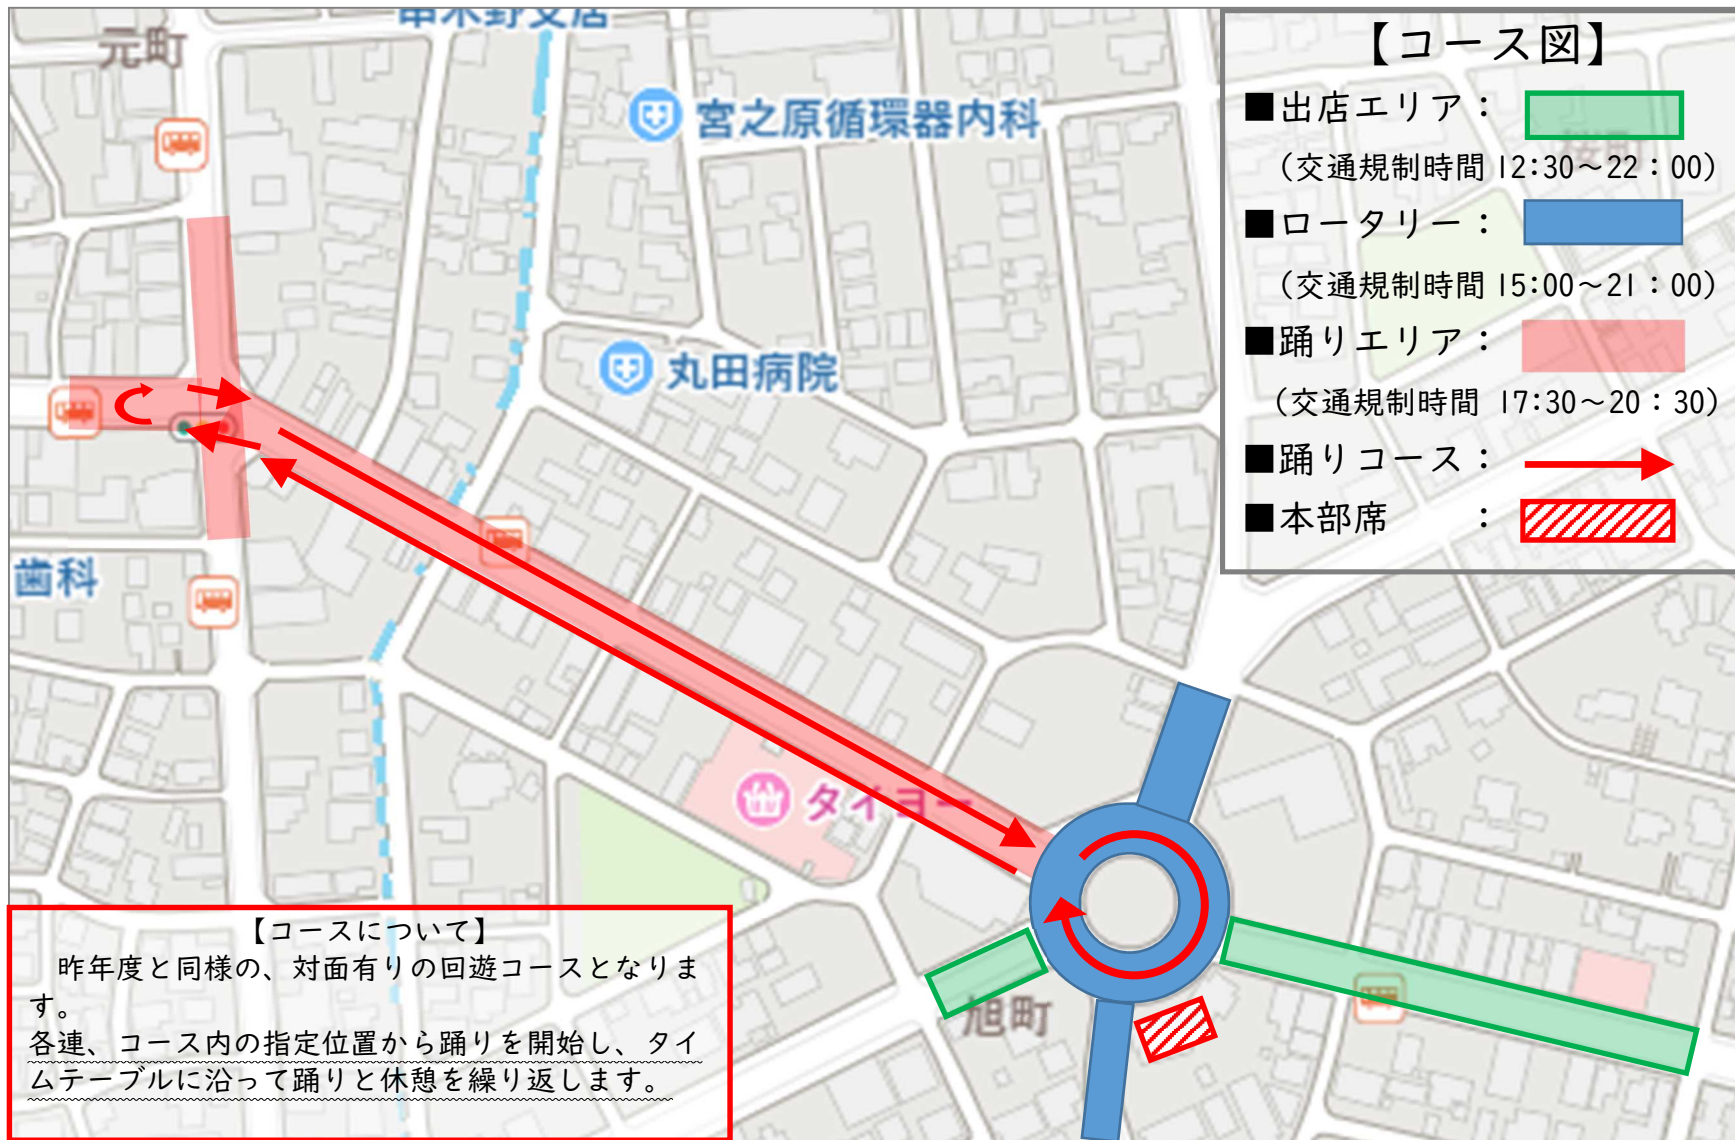 串木野支店
元町
宮之原循環器内科
丸田病院
歯科
タイヨー
旭町
【コース図】
■出店エリア：
（交通規制時間 12:30～22：00）
■ロータリー：
（交通規制時間 15:00～21：00）
■踊りエリア：
（交通規制時間 17:30～20：30）
■踊りコース：
■本部席　　：
【コースについて】
昨年度と同様の、対面有りの回遊コースとなりま
す。
各連、コース内の指定位置から踊りを開始し、タイ
ムテーブルに沿って踊りと休憩を繰り返します。